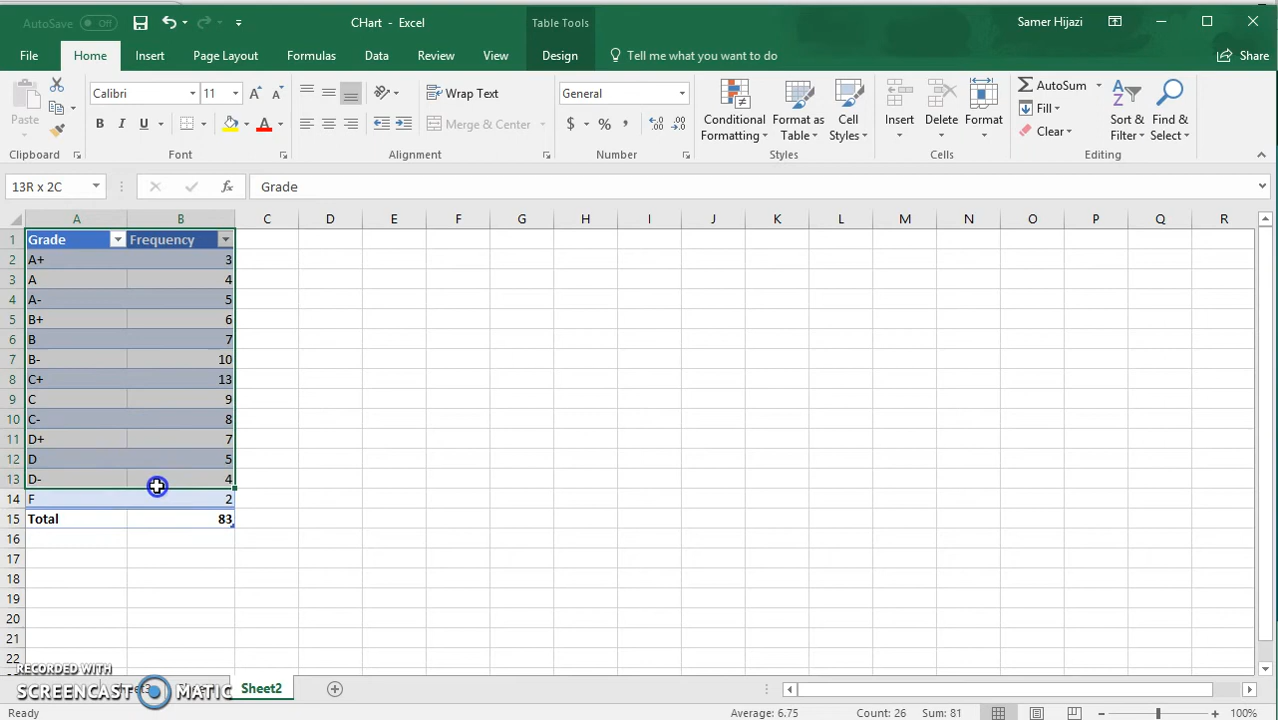 AutoSave Off CHart - Excel Table Tools Samer Hijazi
File Home Insert Page Layout Formulas Data Review View Design Tell me what you want to do Share
Paste
Calibri 11
B I U
Wrap Text
Merge & Center
General
$ % ,
Conditional Formatting
Format as Table
Cell Styles
Insert Delete Format
AutoSum
Fill
Clear
Sort & Filter
Find & Select
Clipboard Font Alignment Number Styles Cells Editing
13R x 2C fx Grade
A B C D E F G H I J K L M N O P Q R
1 Grade Frequency
2 A+ 3
3 A 4
4 A- 5
5 B+ 6
6 B 7
7 B- 10
8 C+ 13
9 C 9
10 C- 8
11 D+ 7
12 D 5
13 D- 4
14 F 2
15 Total 83
16
17
18
19
20
21
22
RECORDED WITH
SCREENCAST MATIC
Sheet2
Ready Average: 6.75 Count: 26 Sum: 81 100%